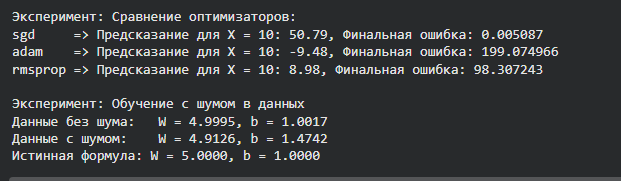 Эксперимент: Сравнение оптимизаторов:
sgd     => Предсказание для X = 10: 50.79, Финальная ошибка: 0.005087
adam    => Предсказание для X = 10: -9.48, Финальная ошибка: 199.074966
rmsprop => Предсказание для X = 10: 8.98, Финальная ошибка: 98.307243
Эксперимент: Обучение с шумом в данных
Данные без шума:   W = 4.9995, b = 1.0017
Данные с шумом:    W = 4.9126, b = 1.4742
Истинная формула: W = 5.0000, b = 1.0000